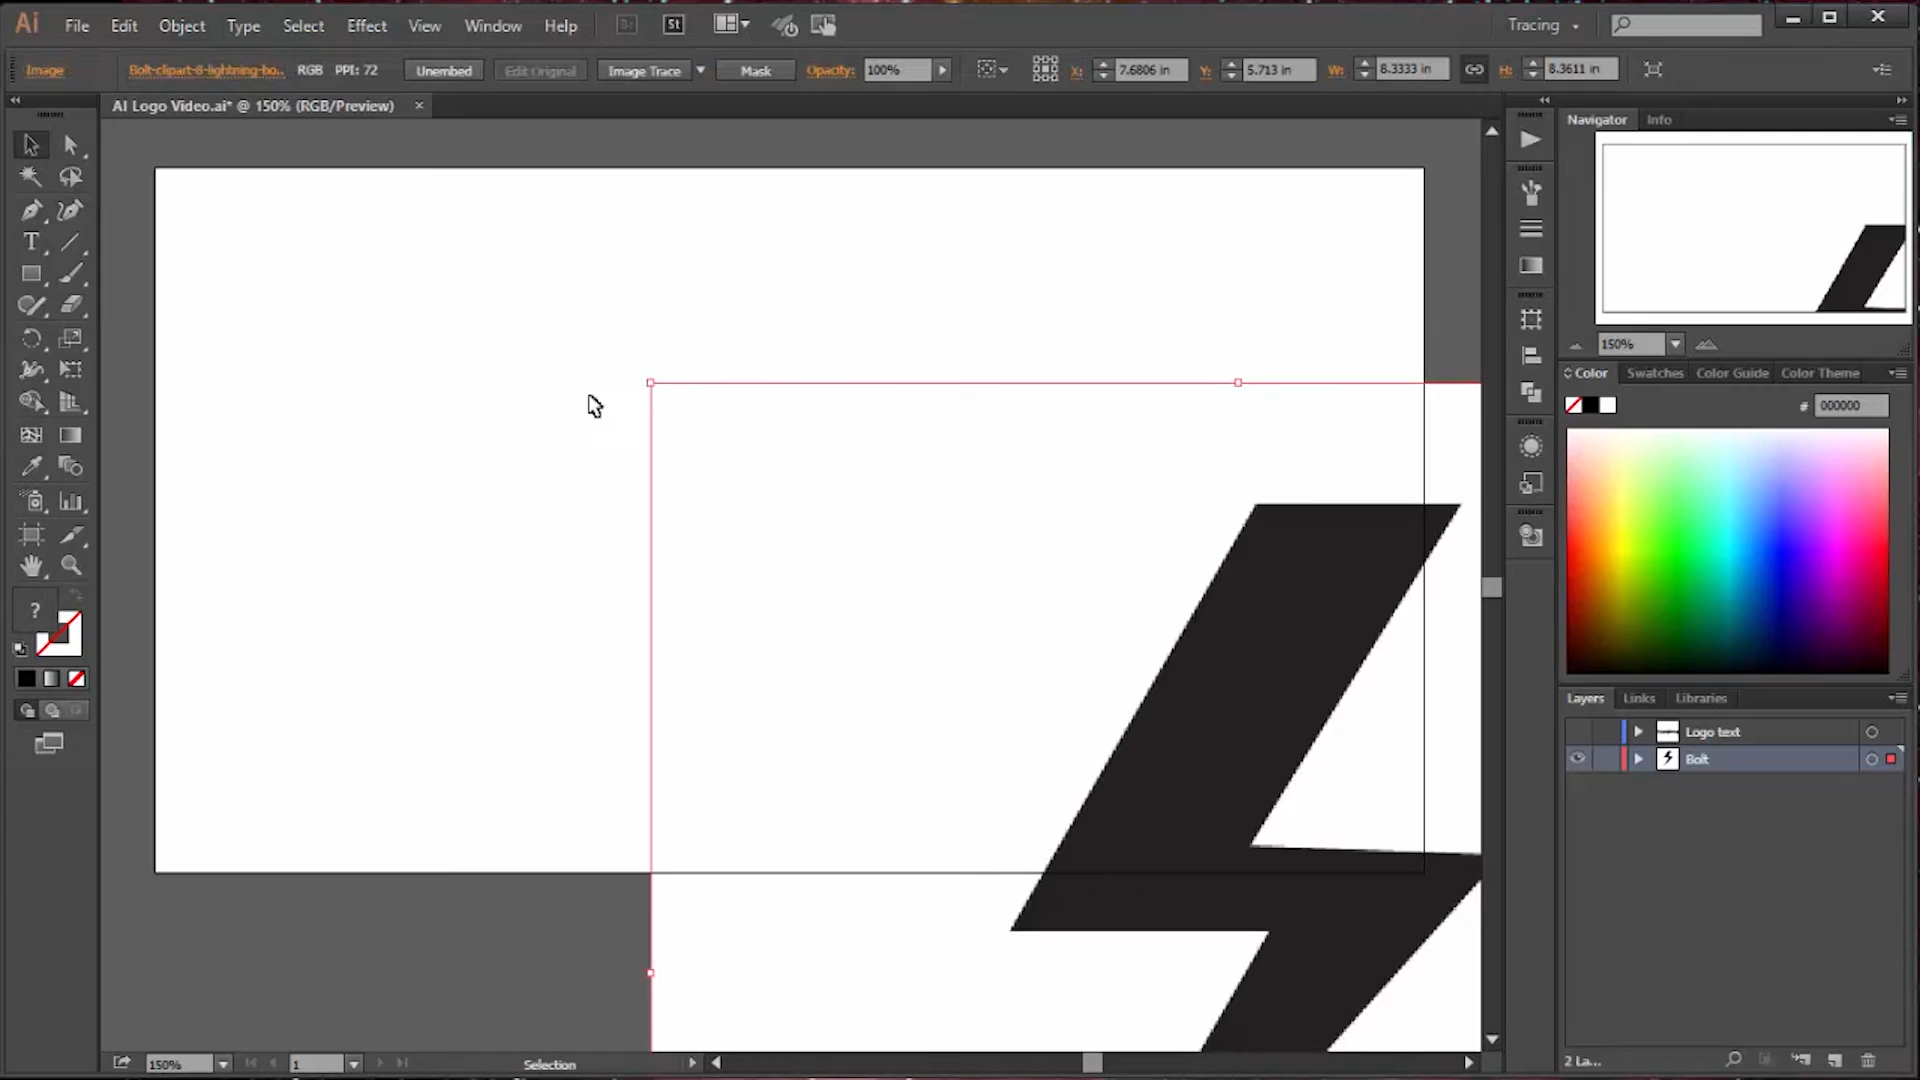 Ai File Edit Object Type Select Effect View Window Help Br St Tracing
Image Bolt-clipart-8-lightning-bo.. RGB PPI: 72 Unembed Edit Original Image Trace Mask Opacity: 100% X: 7.6806 in Y: 5.713 in W: 8.3333 in H: 8.3611 in
AI Logo Video.ai* @ 150% (RGB/Preview) ×
Navigator Info
150%
Color Swatches Color Guide Color Theme
# 000000
T
?
Layers Links Libraries
Logo text
Bolt
150% 1 Selection
2 La...